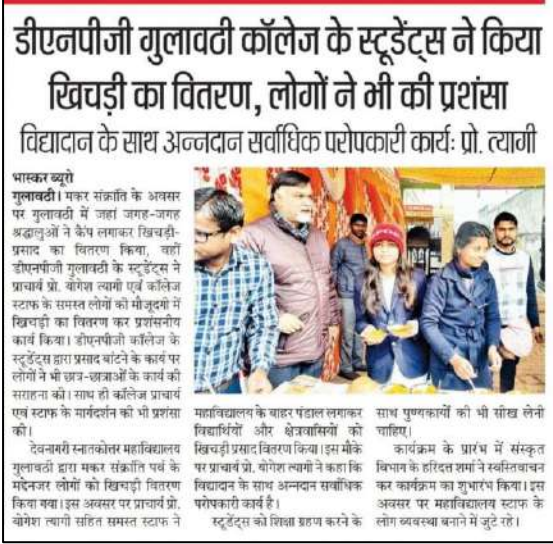 डीएनपीजी गुलावठी कॉलेज के स्टूडेंट्स ने किया
खिचड़ी का वितरण, लोगों ने भी की प्रशंसा
विद्यादान के साथ अन्नदान सर्वाधिक परोपकारी कार्यः प्रो. त्यागी
भास्कर ब्यूरो
गुलावठी। मकर संक्रांति के अवसर
पर गुलावठी में जहां जगह-जगह
श्रद्धालुओं ने कैंप लगाकर खिचड़ी-
प्रसाद का वितरण किया, वहीं
डीएनपीजी गुलावठी के स्टूडेंट्स ने
प्राचार्य प्रो. योगेश त्यागी एवं कॉलेज
स्टाफ के समस्त लोगों की मौजूदगी में
खिचड़ी का वितरण कर प्रशंसनीय
कार्य किया। डीएनपीजी कॉलेज के
स्टूडेंट्स द्वारा प्रसाद बांटने के कार्य पर
लोगों ने भी छात्र-छात्राओं के कार्य की
सराहना की। साथ ही कॉलेज प्राचार्य
एवं स्टाफ के मार्गदर्शन की भी प्रशंसा
की।
देवनागरी स्नातकोत्तर महाविद्यालय
गुलावठी द्वारा मकर संक्रांति पर्व के
मद्देनजर लोगों को खिचड़ी वितरण
किया गया। इस अवसर पर प्राचार्य प्रो.
योगेश त्यागी सहित समस्त स्टाफ ने
महाविद्यालय के बाहर पंडाल लगाकर
विद्यार्थियों और क्षेत्रवासियों को
खिचड़ी प्रसाद वितरण किया। इस मौके
पर प्राचार्य प्रो. योगेश त्यागी ने कहा कि
विद्यादान के साथ अन्नदान सर्वाधिक
परोपकारी कार्य है।
स्टूडेंट्स को शिक्षा ग्रहण करने के
साथ पुण्यकार्यों की भी सीख लेनी
चाहिए।
कार्यक्रम के प्रारंभ में संस्कृत
विभाग के हरिदत्त शर्मा ने स्वस्तिवाचन
कर कार्यक्रम का शुभारंभ किया। इस
अवसर पर महाविद्यालय स्टाफ के
लोग व्यवस्था बनाने में जुटे रहे।